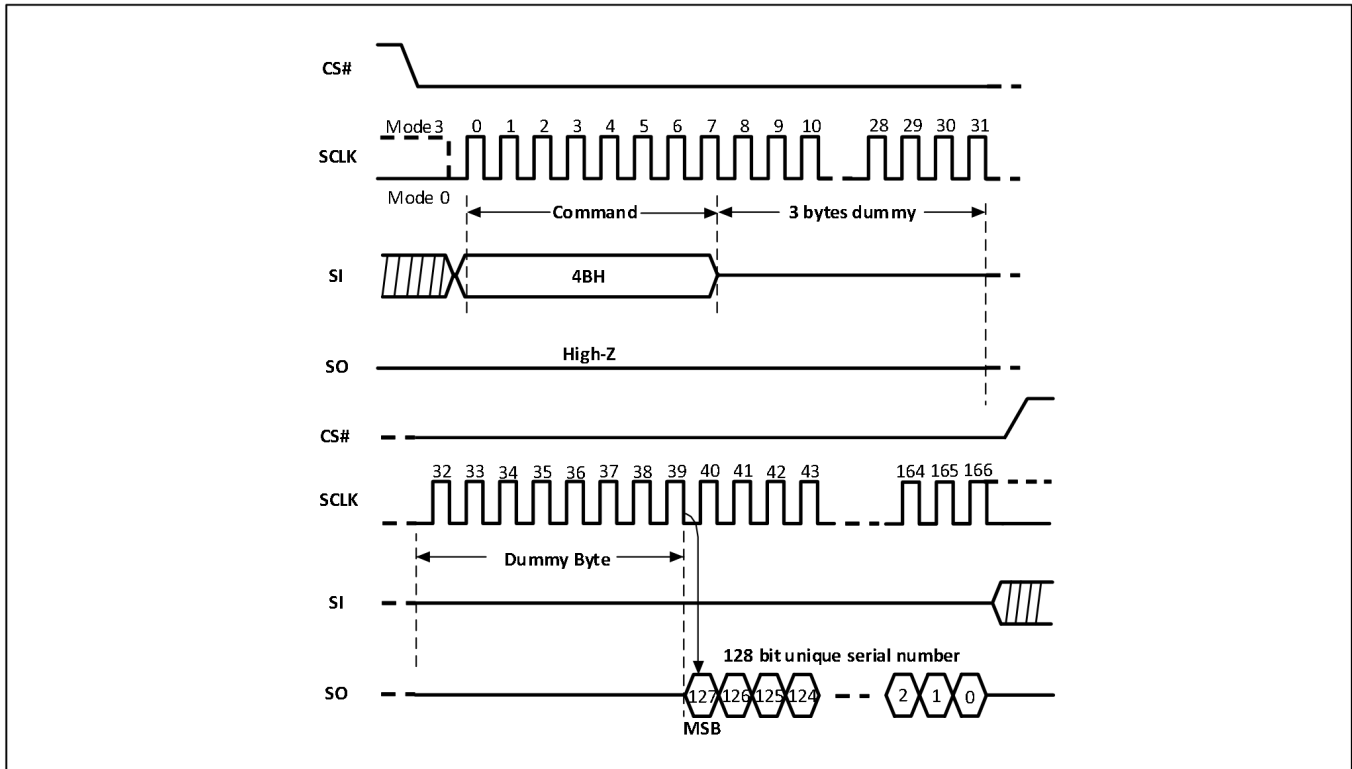 CS#
Mode 3 0 1 2 3 4 5 6 7 8 9 10 28 29 30 31
SCLK
Mode 0
Command 3 bytes dummy
SI 4BH
High-Z
SO
CS#
32 33 34 35 36 37 38 39 40 41 42 43 164 165 166
SCLK
Dummy Byte
SI
128 bit unique serial number
SO 127 126 125 124 2 1 0
MSB